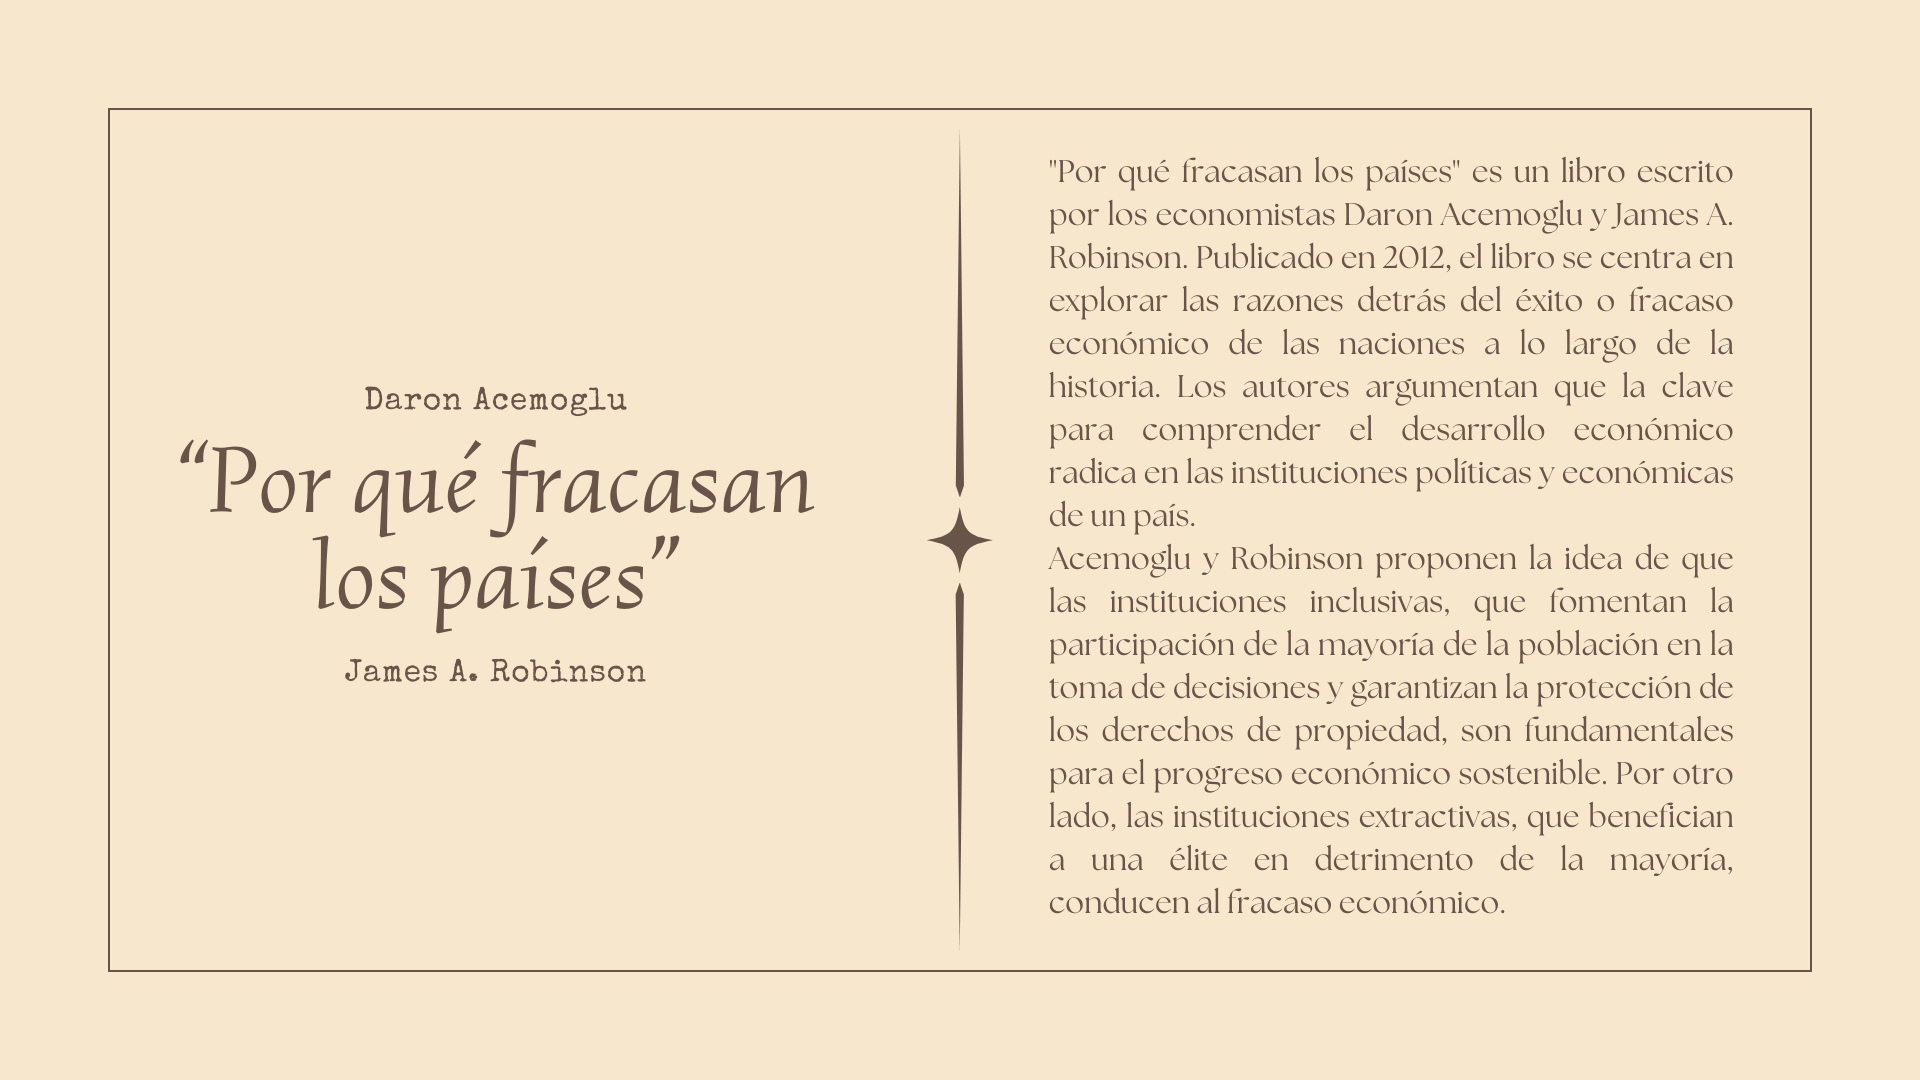 Daron Acemoglu
“Por qué fracasan
los países”
James A. Robinson
"Por qué fracasan los países" es un libro escrito
por los economistas Daron Acemoglu y James A.
Robinson. Publicado en 2012, el libro se centra en
explorar las razones detrás del éxito o fracaso
económico de las naciones a lo largo de la
historia. Los autores argumentan que la clave
para comprender el desarrollo económico
radica en las instituciones políticas y económicas
de un país.
Acemoglu y Robinson proponen la idea de que
las instituciones inclusivas, que fomentan la
participación de la mayoría de la población en la
toma de decisiones y garantizan la protección de
los derechos de propiedad, son fundamentales
para el progreso económico sostenible. Por otro
lado, las instituciones extractivas, que benefician
a una élite en detrimento de la mayoría,
conducen al fracaso económico.